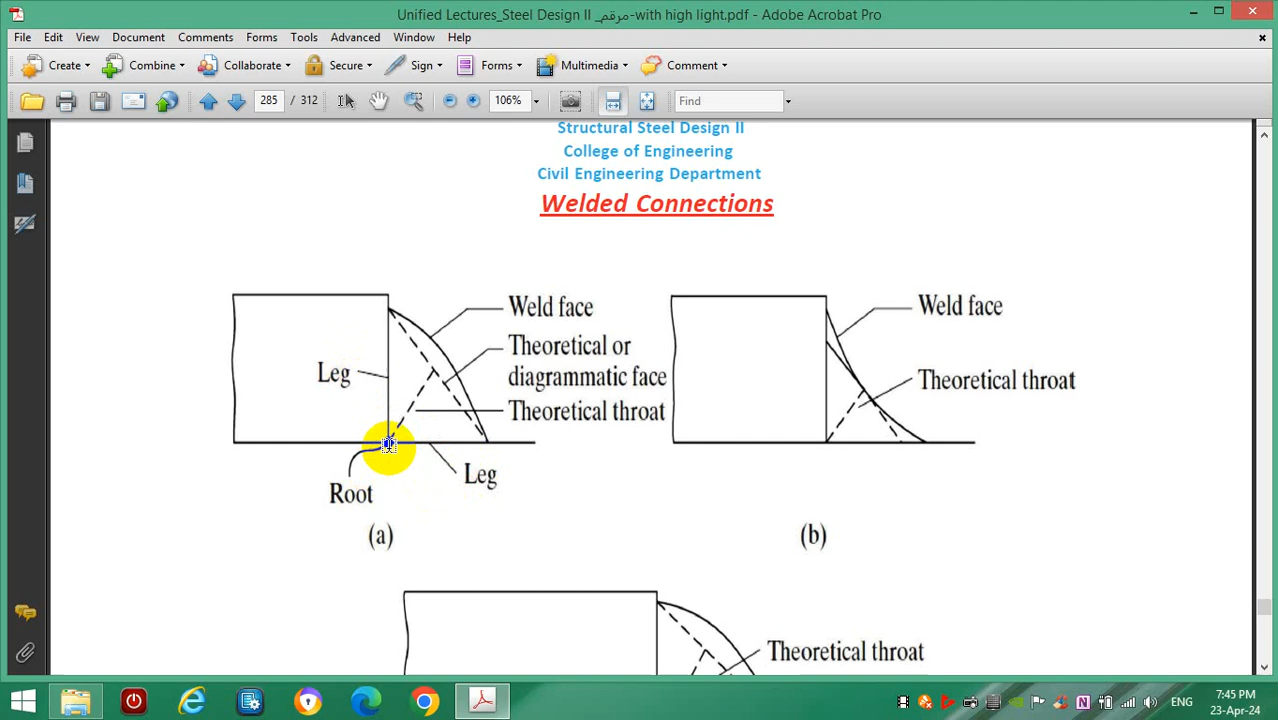 Unified Lectures_Steel Design II _مرقم-with high light.pdf - Adobe Acrobat Pro
File Edit View Document Comments Forms Tools Advanced Window Help
Create Combine Collaborate Secure Sign Forms Multimedia Comment
285 / 312 106% Find
Structural Steel Design II
College of Engineering
Civil Engineering Department
Welded Connections
Weld face
Theoretical or
diagrammatic face
Theoretical throat
Leg
Leg
Root
(a)
Weld face
Theoretical throat
(b)
Theoretical throat
ENG
7:45 PM
23-Apr-24